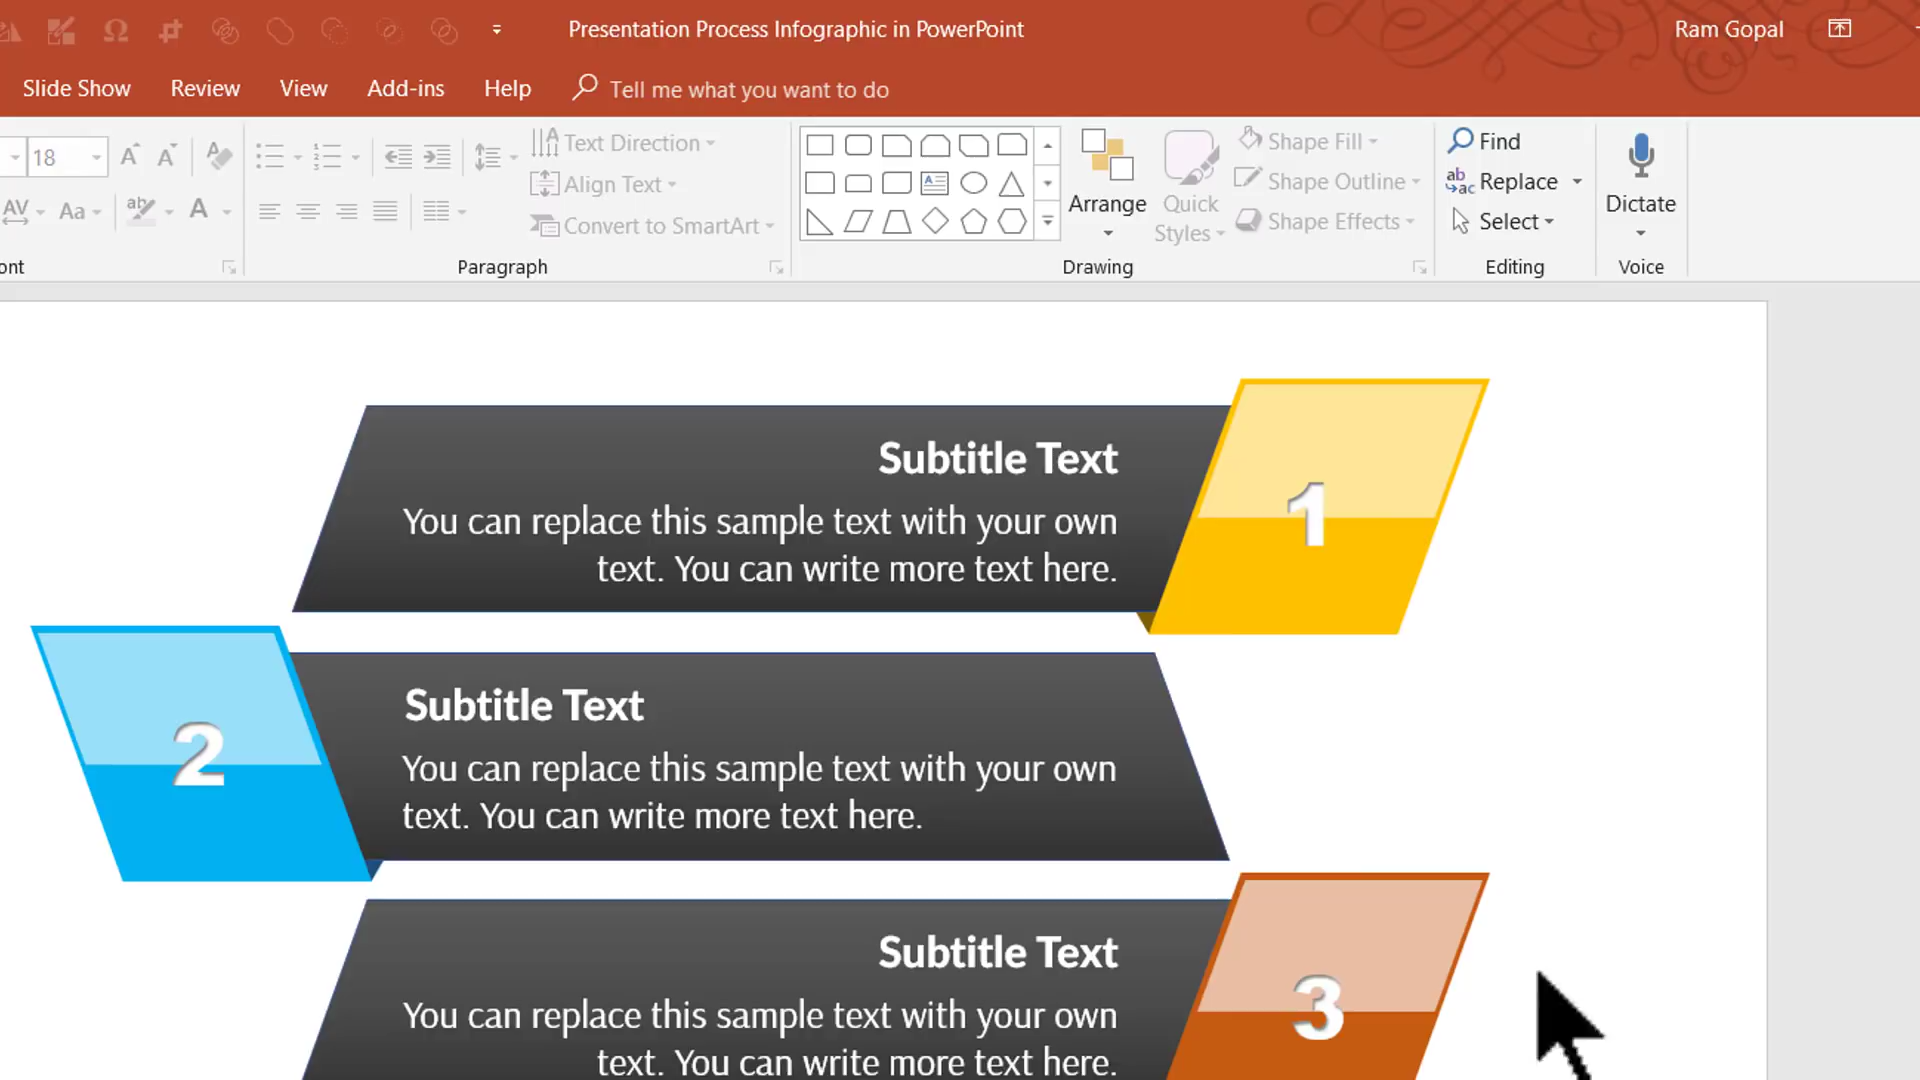 Presentation Process Infographic in PowerPoint
Ram Gopal
Slide Show
Review
View
Add-ins
Help
Tell me what you want to do
18
Text Direction
Align Text
Convert to SmartArt
AV
Aa
ab
A
Arrange
Quick
Styles
Shape Fill
Shape Outline
Shape Effects
Find
Replace
Select
Dictate
ont
Paragraph
Drawing
Editing
Voice
Subtitle Text
You can replace this sample text with your own
text. You can write more text here.
1
2
Subtitle Text
You can replace this sample text with your own
text. You can write more text here.
Subtitle Text
You can replace this sample text with your own
text. You can write more text here.
3